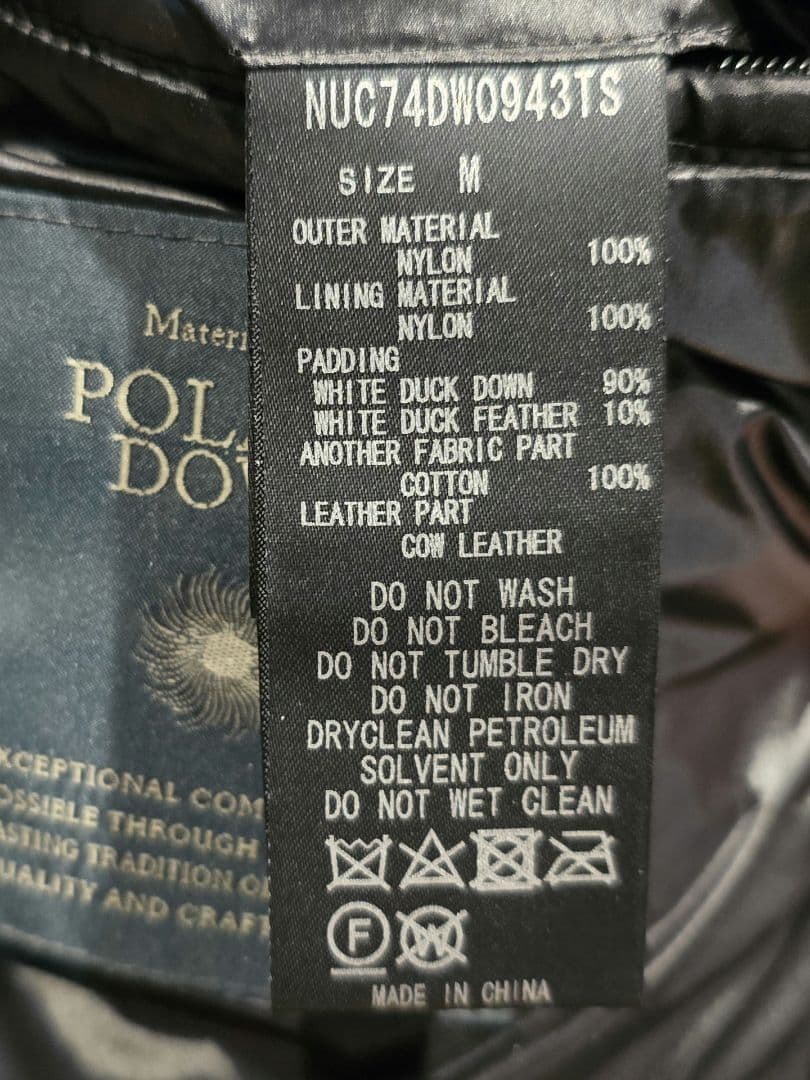 NUC74DW0943TS
SIZE M
OUTER MATERIAL
NYLON 100%
LINING MATERIAL
NYLON 100%
PADDING
WHITE DUCK DOWN 90%
WHITE DUCK FEATHER 10%
ANOTHER FABRIC PART
COTTON 100%
LEATHER PART
COW LEATHER
DO NOT WASH
DO NOT BLEACH
DO NOT TUMBLE DRY
DO NOT IRON
DRYCLEAN PETROLEUM
SOLVENT ONLY
DO NOT WET CLEAN
F W
MADE IN CHINA
Materi
POL
DO
XCEPTIONAL COM
OSSIBLE THROUGH
ASTING TRADITION O
UALITY AND CRAF